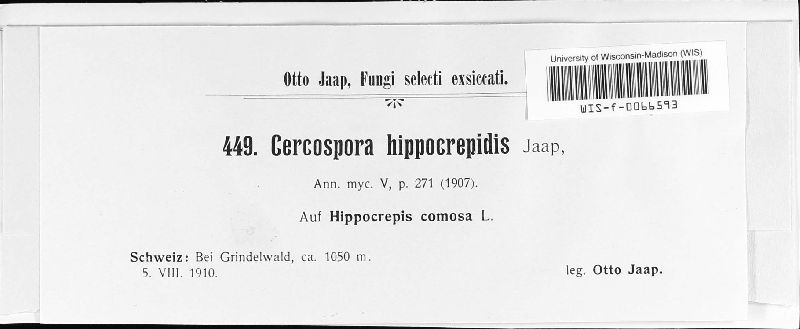 University of Wisconsin-Madison (WIS)
WIS-f-0066593
Otto Jaap, Fungi selecti exsiccati.
449. Cercospora hippocrepidis Jaap,
Ann. myc. V, p. 271 (1907).
Auf Hippocrepis comosa L.
Schweiz: Bei Grindelwald, ca. 1050 m.
5. VIII. 1910.
leg. Otto Jaap.